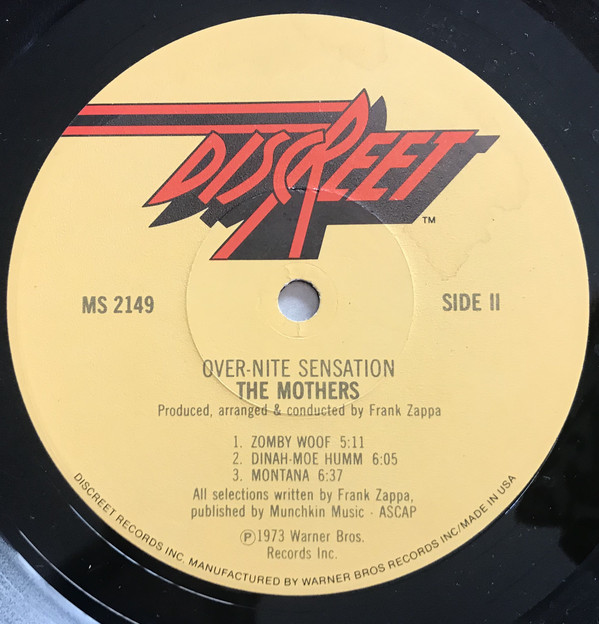 DISCREET
TM
MS 2149
SIDE II
OVER-NITE SENSATION
THE MOTHERS
Produced, arranged & conducted by Frank Zappa
1. ZOMBY WOOF 5:11
2. DINAH-MOE HUMM 6:05
3. MONTANA 6:37
All selections written by Frank Zappa,
published by Munchkin Music - ASCAP
Ⓟ1973 Warner Bros.
Records Inc.
DISCREET RECORDS INC. MANUFACTURED BY WARNER BROS RECORDS INC/MADE IN USA